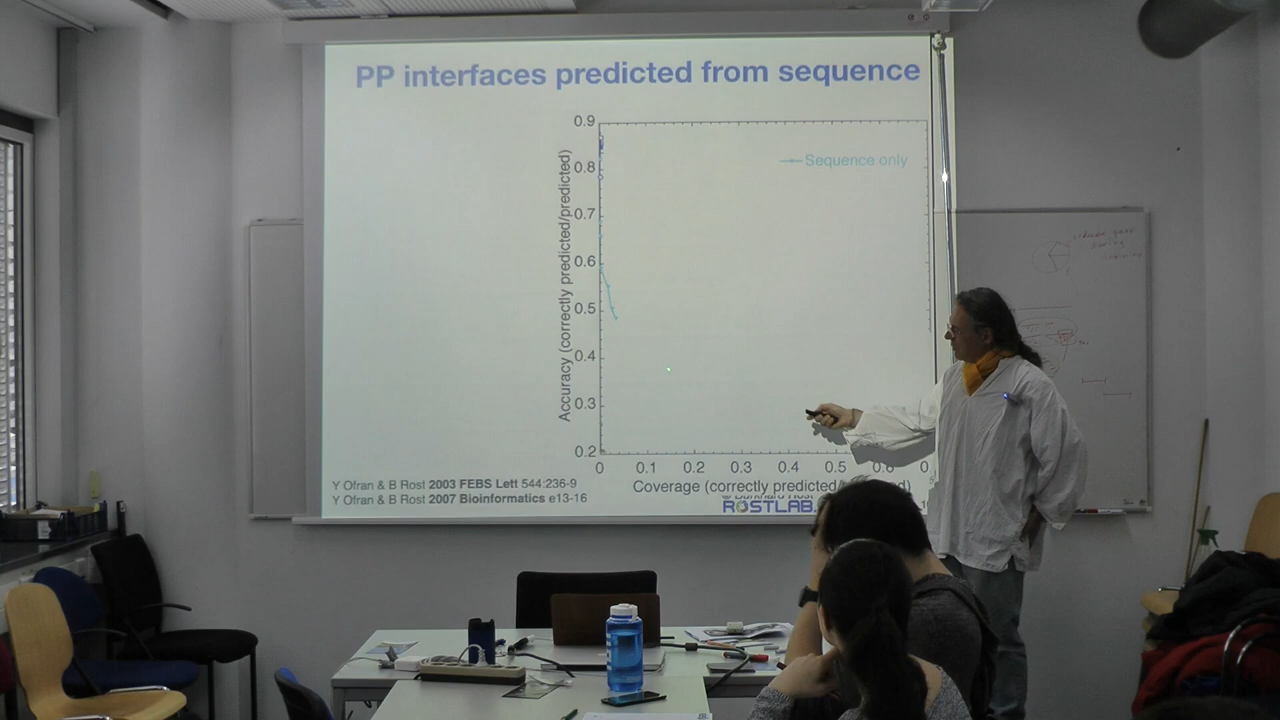 PP interfaces predicted from sequence
0.9
0.8
0.7
0.6
0.5
0.4
0.3
0.2
Accuracy (correctly predicted/predicted)
Sequence only
0 0.1 0.2 0.3 0.4 0.5 0.6
Coverage (correctly predicted/
Y Ofran & B Rost 2003 FEBS Lett 544:236-9
Y Ofran & B Rost 2007 Bioinformatics e13-16
ROSTLAB